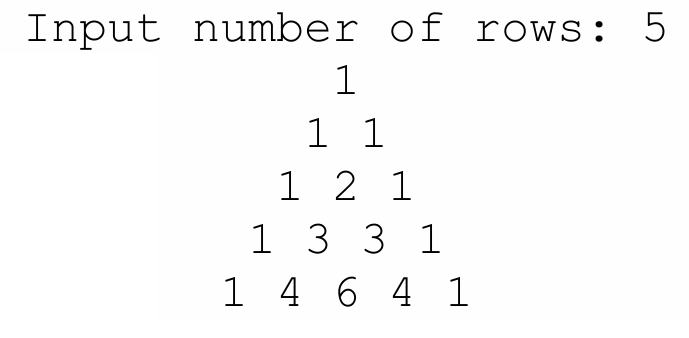 Input number of rows: 5
1
1 1
1 2 1
1 3 3 1
1 4 6 4 1